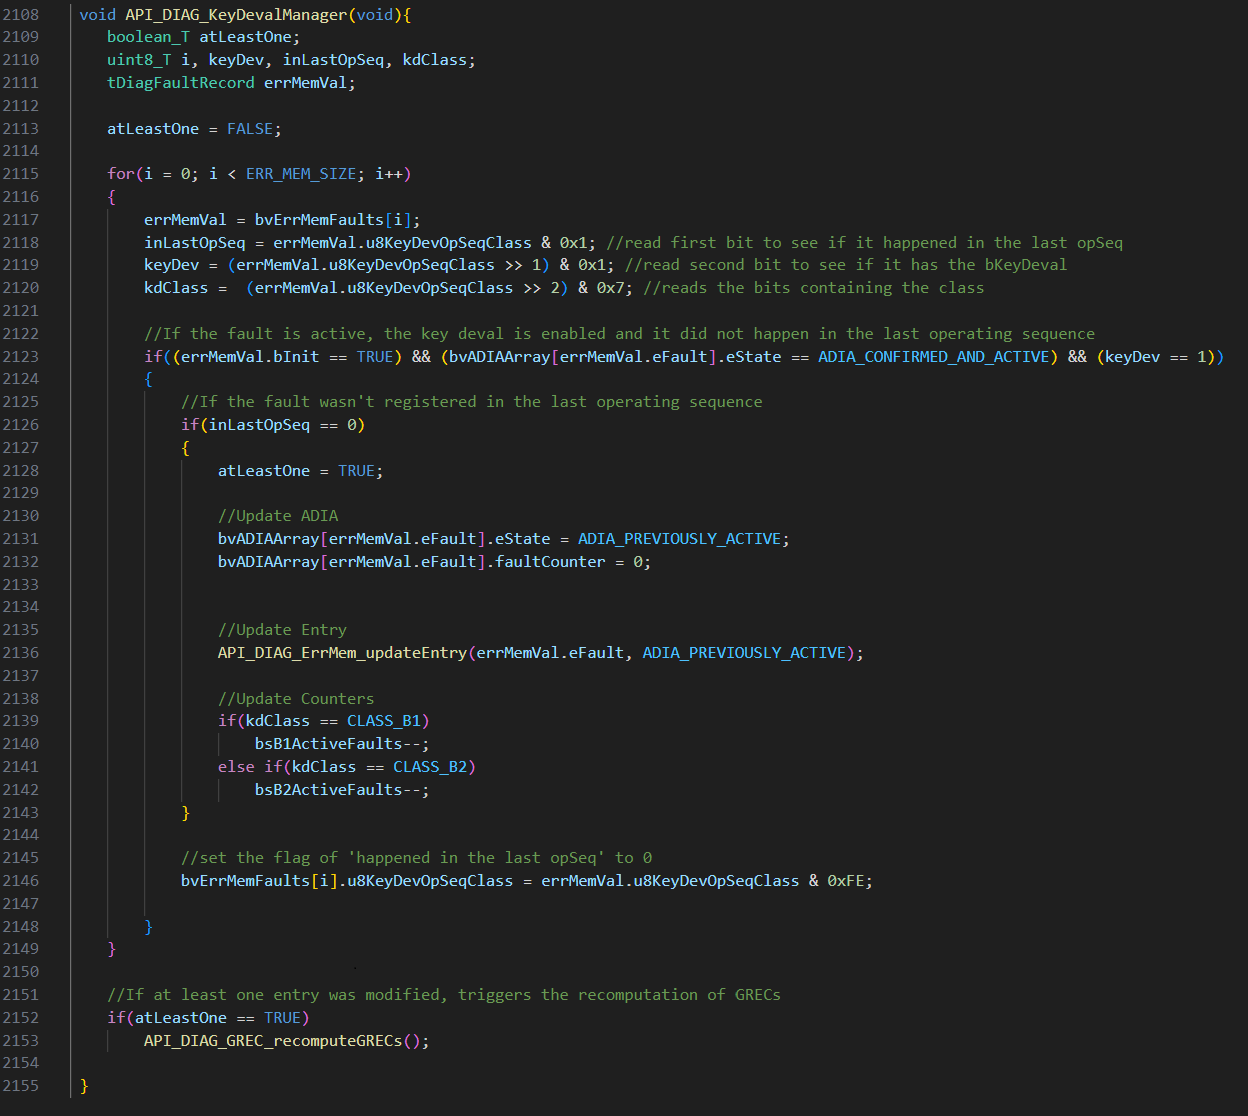 2108 void API_DIAG_KeyDevalManager(void){
2109 boolean_T atLeastOne;
2110 uint8_T i, keyDev, inLastOpSeq, kdClass;
2111 tDiagFaultRecord errMemVal;
2112
2113 atLeastOne = FALSE;
2114
2115 for(i = 0; i < ERR_MEM_SIZE; i++)
2116 {
2117 errMemVal = bvErrMemFaults[i];
2118 inLastOpSeq = errMemVal.u8KeyDevOpSeqClass & 0x1; //read first bit to see if it happened in the last opSeq
2119 keyDev = (errMemVal.u8KeyDevOpSeqClass >> 1) & 0x1; //read second bit to see if it has the bKeyDeval
2120 kdClass =  (errMemVal.u8KeyDevOpSeqClass >> 2) & 0x7; //reads the bits containing the class
2121
2122 //If the fault is active, the key deval is enabled and it did not happen in the last operating sequence
2123 if((errMemVal.bInit == TRUE) && (bvADIAArray[errMemVal.eFault].eState == ADIA_CONFIRMED_AND_ACTIVE) && (keyDev == 1))
2124 {
2125 //If the fault wasn't registered in the last operating sequence
2126 if(inLastOpSeq == 0)
2127 {
2128 atLeastOne = TRUE;
2129
2130 //Update ADIA
2131 bvADIAArray[errMemVal.eFault].eState = ADIA_PREVIOUSLY_ACTIVE;
2132 bvADIAArray[errMemVal.eFault].faultCounter = 0;
2133
2134
2135 //Update Entry
2136 API_DIAG_ErrMem_updateEntry(errMemVal.eFault, ADIA_PREVIOUSLY_ACTIVE);
2137
2138 //Update Counters
2139 if(kdClass == CLASS_B1)
2140 bsB1ActiveFaults--;
2141 else if(kdClass == CLASS_B2)
2142 bsB2ActiveFaults--;
2143 }
2144
2145 //set the flag of 'happened in the last opSeq' to 0
2146 bvErrMemFaults[i].u8KeyDevOpSeqClass = errMemVal.u8KeyDevOpSeqClass & 0xFE;
2147
2148 }
2149 }
2150
2151 //If at least one entry was modified, triggers the recomputation of GRECs
2152 if(atLeastOne == TRUE)
2153 API_DIAG_GREC_recomputeGRECs();
2154
2155 }